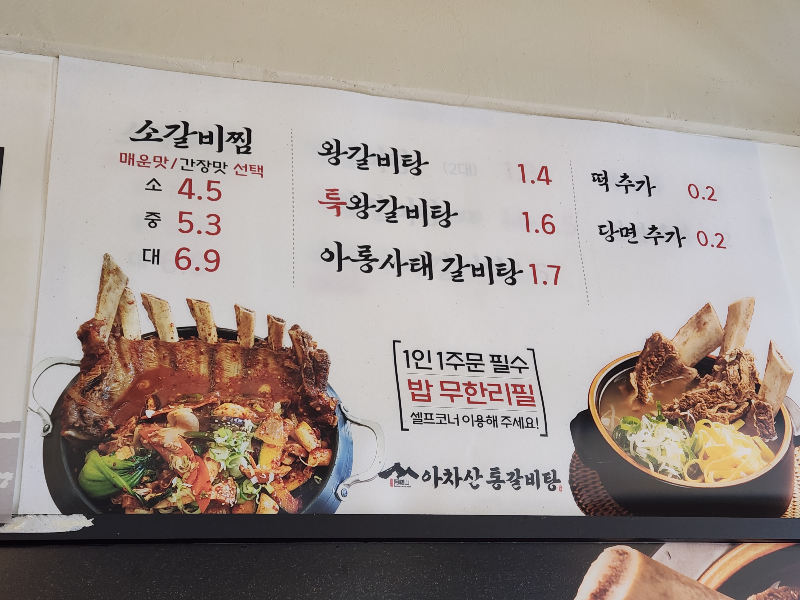 소갈비찜
매운맛/간장맛 선택
소 4.5
중 5.3
대 6.9
왕갈비탕 1.4
특왕갈비탕 1.6
아롱사태 갈비탕 1.7
떡 추가 0.2
당면 추가 0.2
1인 1주문 필수
밥 무한리필
셀프코너 이용해 주세요!
아차산 통갈비탕